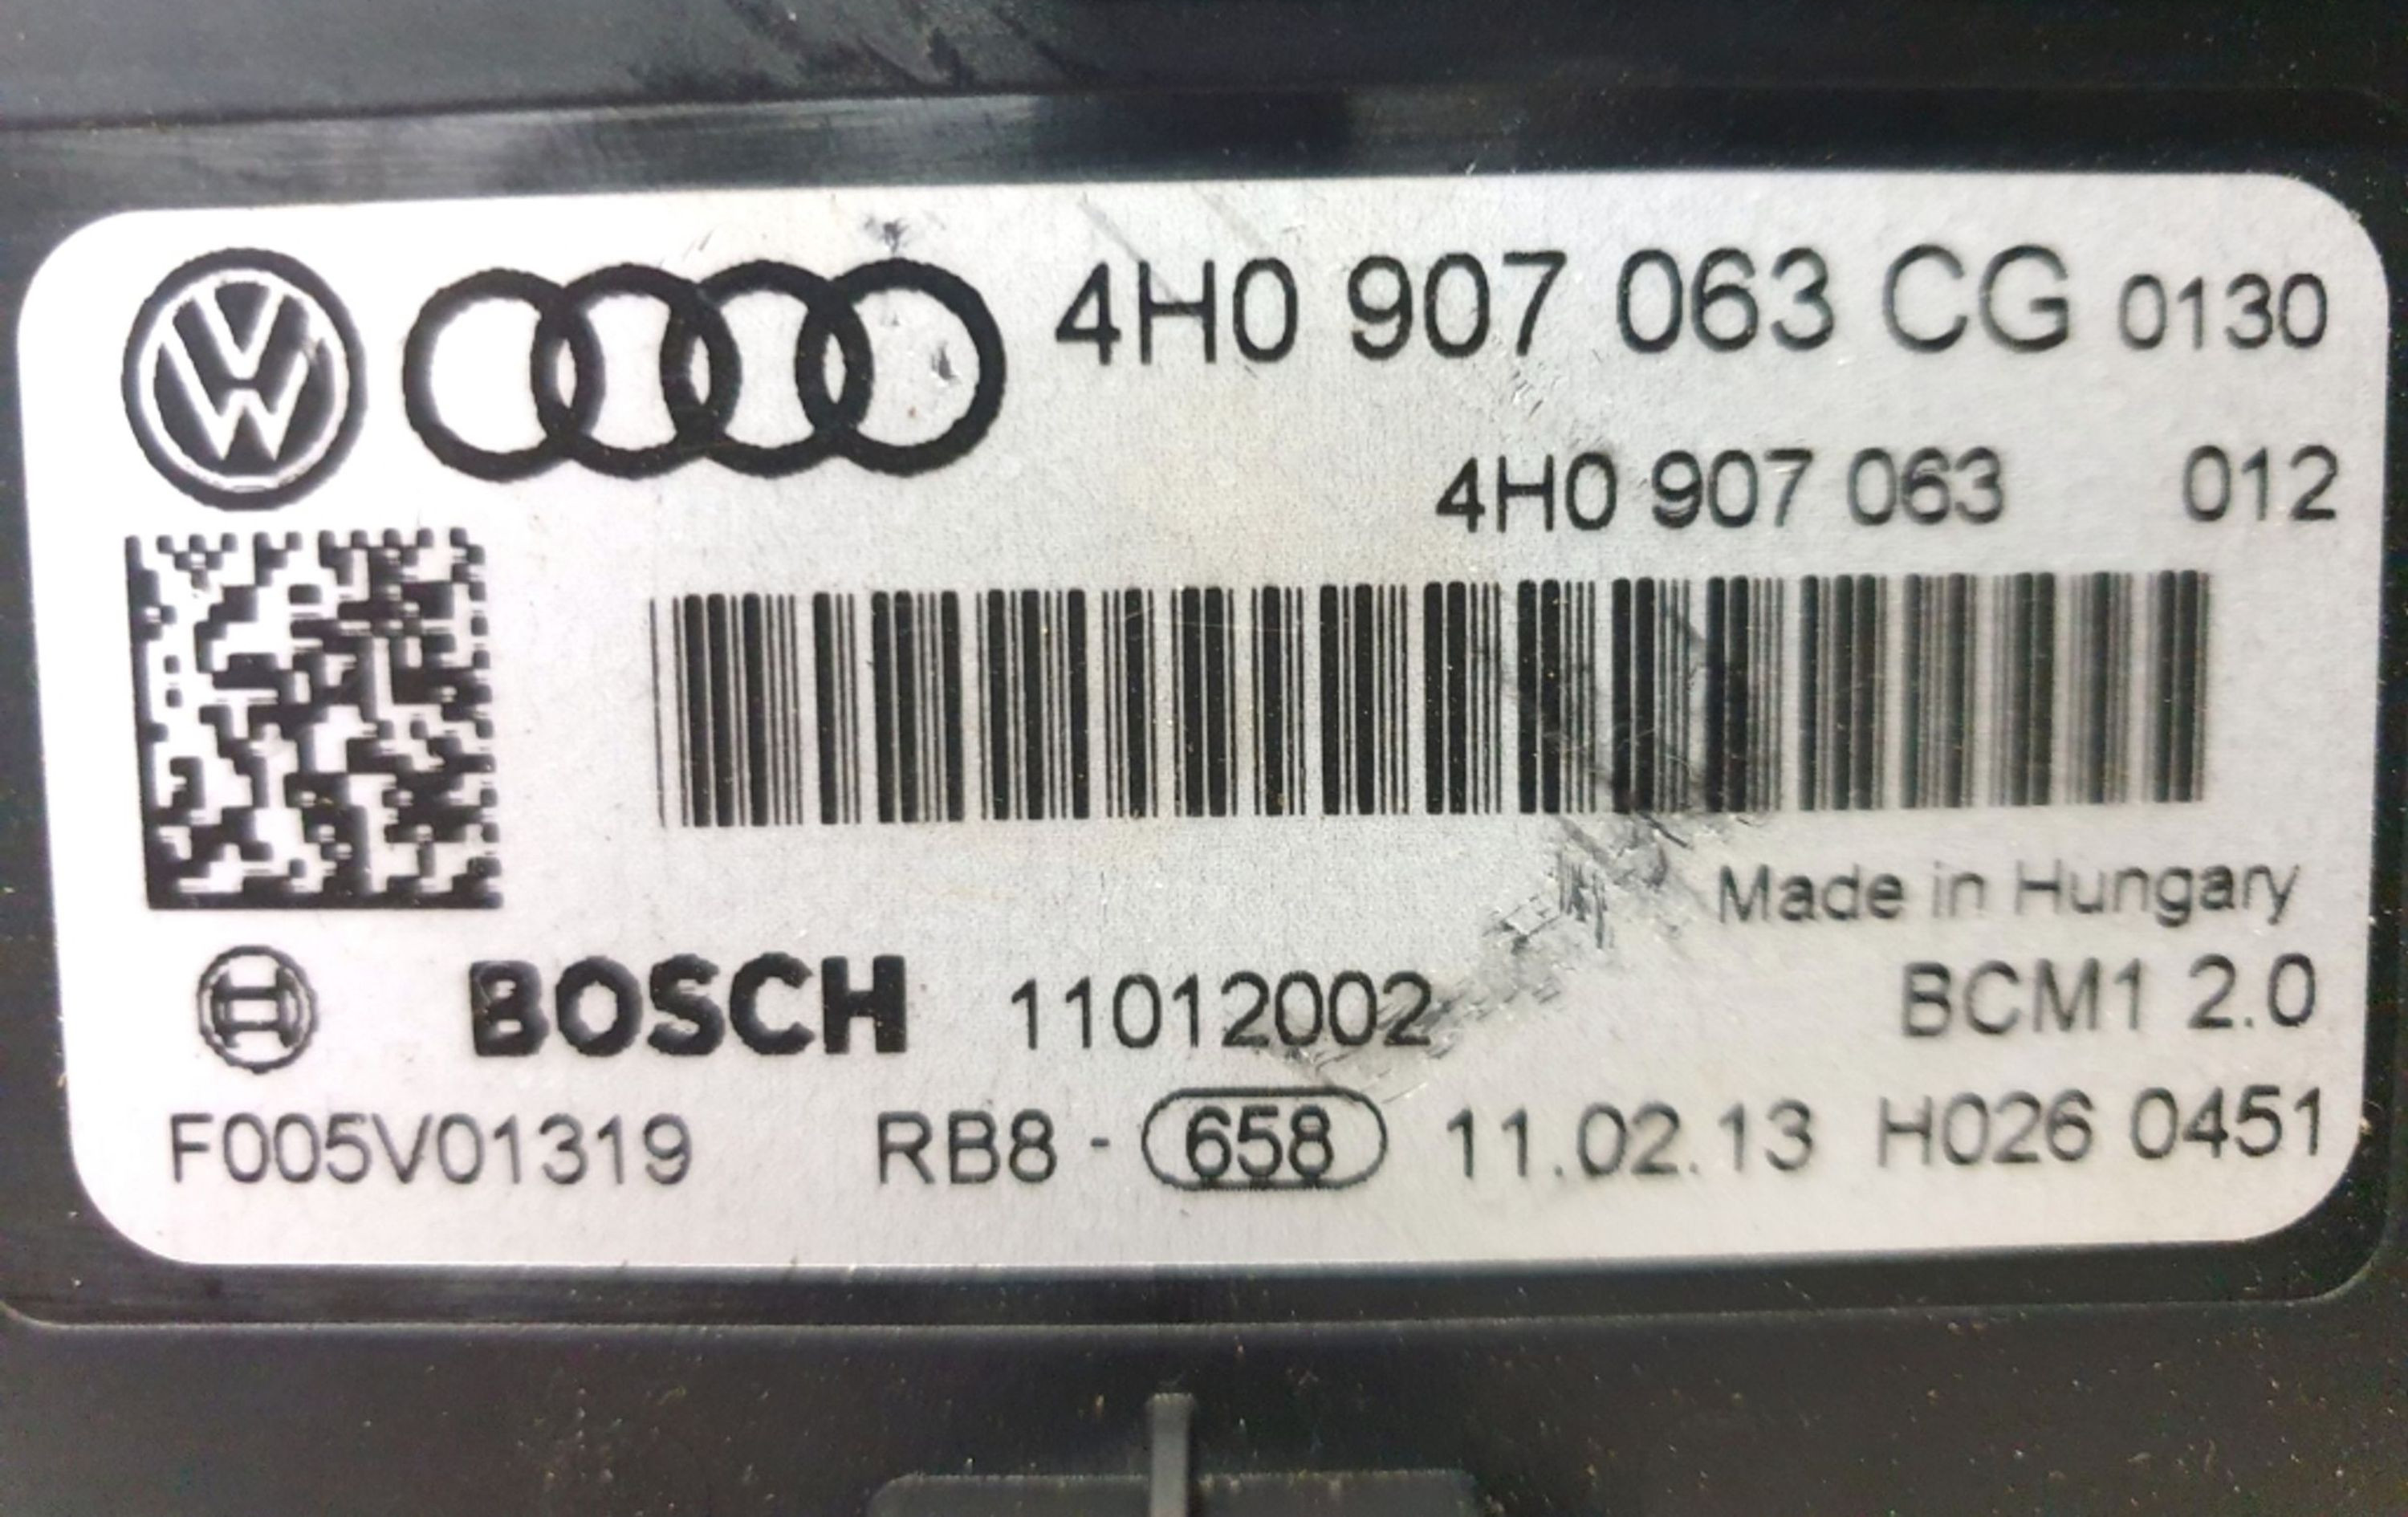 4H0 907 063 CG 0130
4H0 907 063 012
Made in Hungary
BOSCH 11012002 BCM1 2.0
F005V01319 RB8 - 658 11.02.13 H026 0451